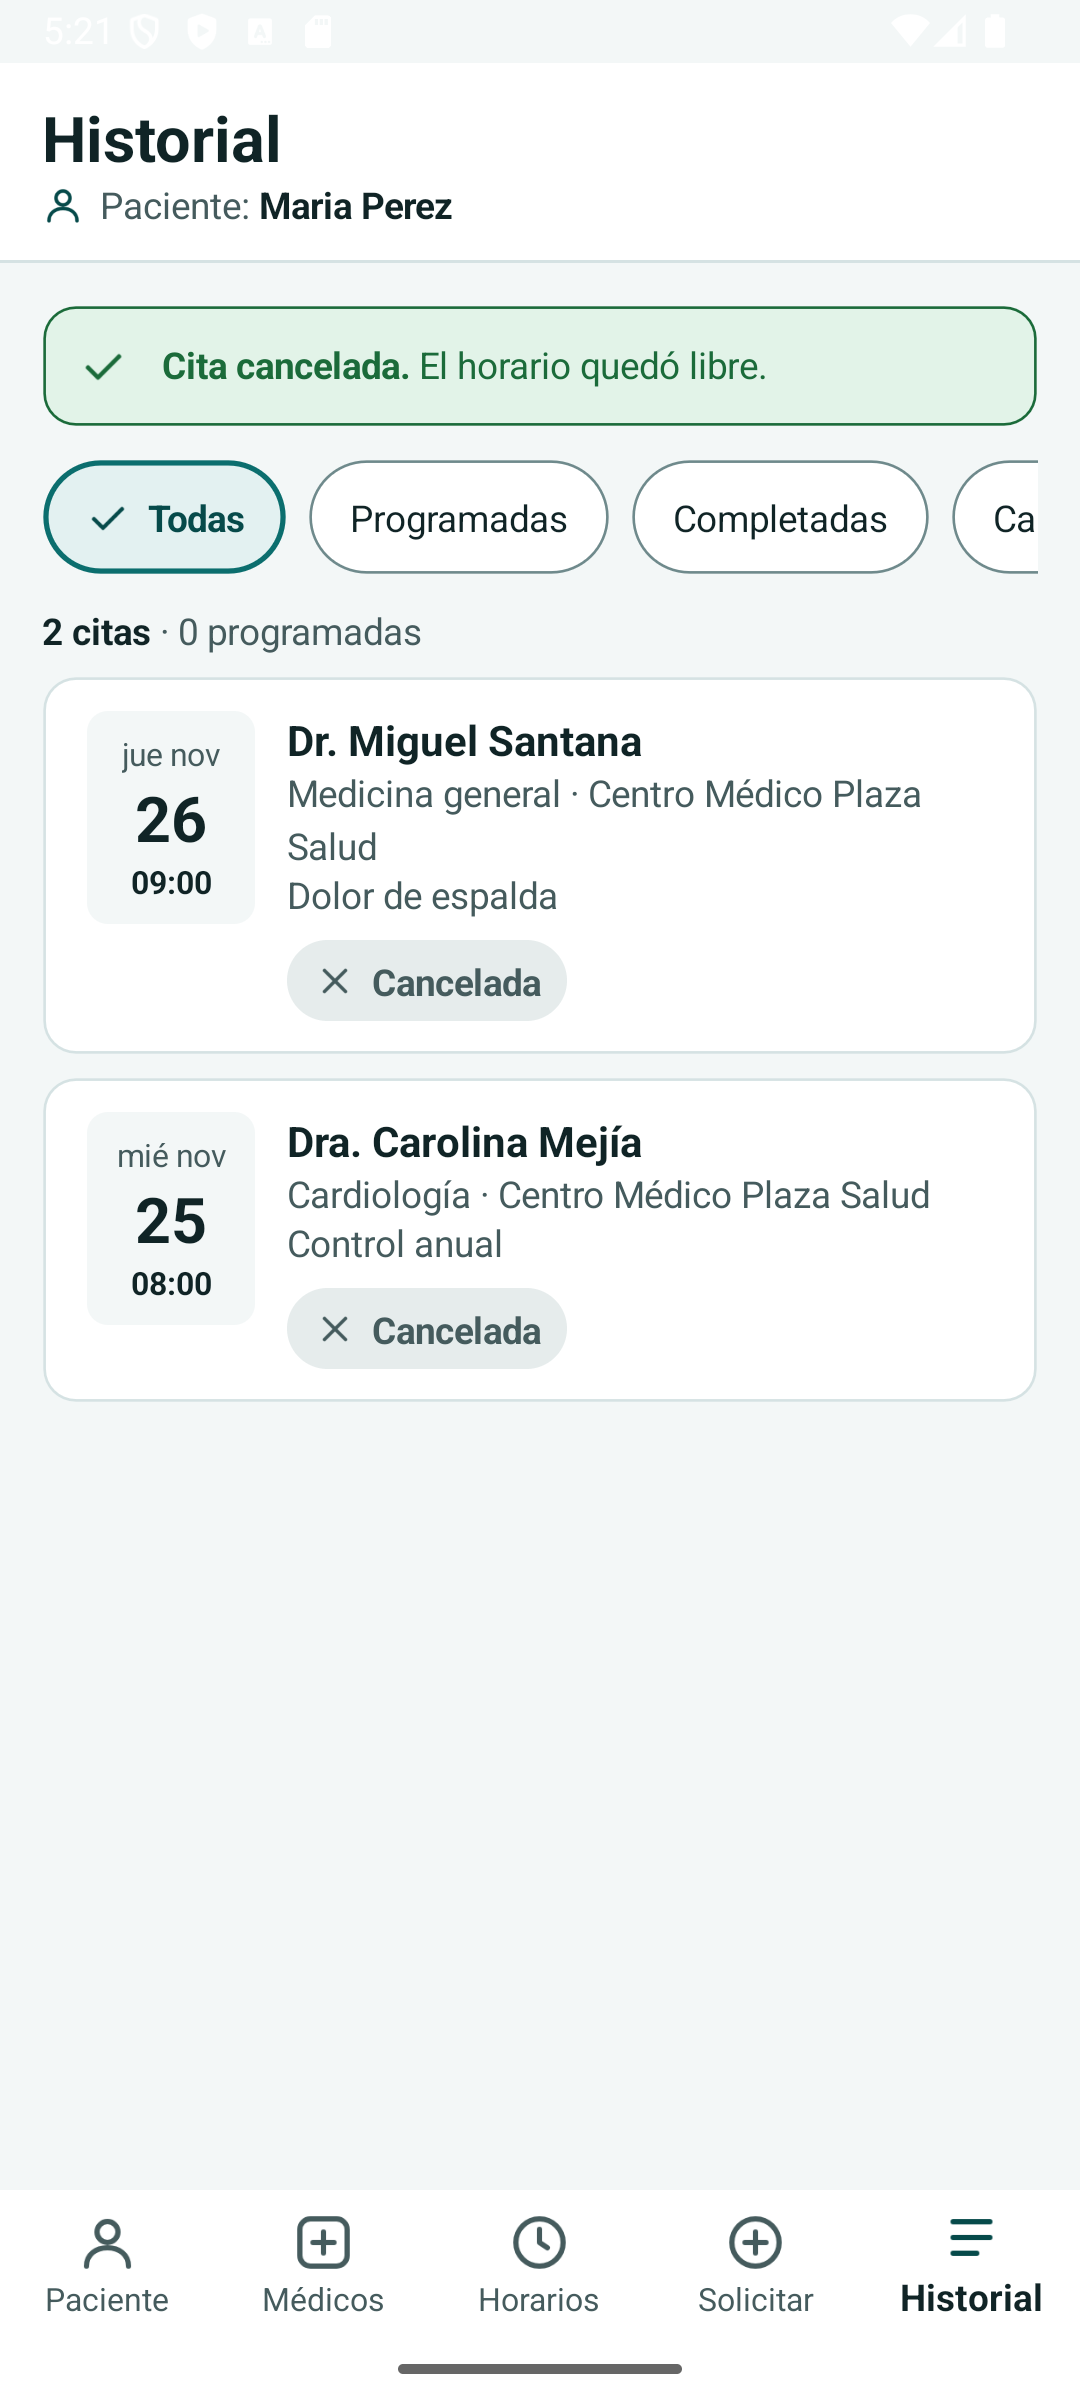 5:21
Historial
Paciente: Maria Perez
Cita cancelada. El horario quedó libre.
Todas
Programadas
Completadas
Ca
2 citas · 0 programadas
jue nov
26
09:00
Dr. Miguel Santana
Medicina general · Centro Médico Plaza
Salud
Dolor de espalda
Cancelada
mié nov
25
08:00
Dra. Carolina Mejía
Cardiología · Centro Médico Plaza Salud
Control anual
Cancelada
Paciente
Médicos
Horarios
Solicitar
Historial